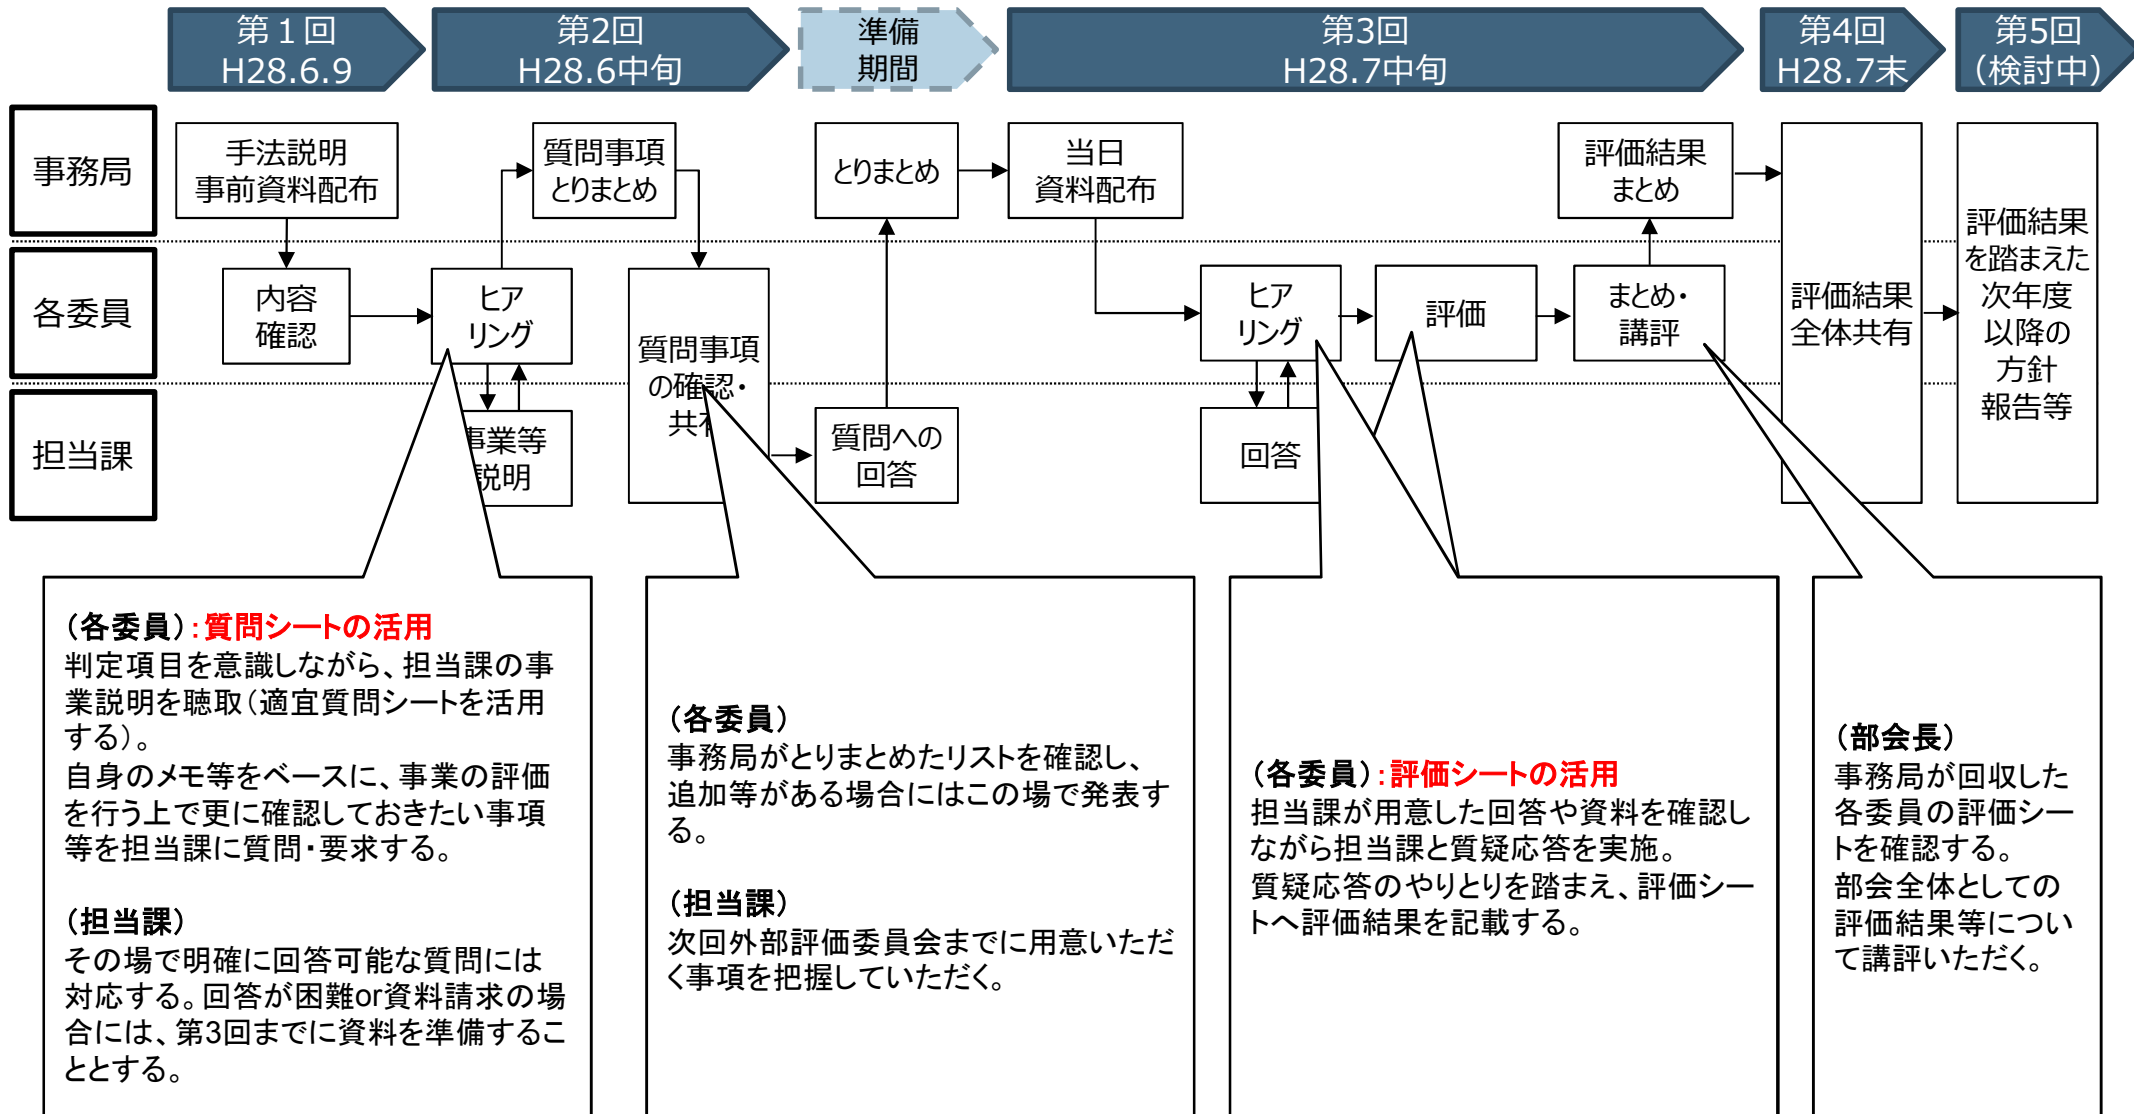 第１回
H28.6.9
第2回
H28.6中旬
準備
期間
第3回
H28.7中旬
第4回
H28.7末
第5回
（検討中）
事務局
手法説明
事前資料配布
質問事項
とりまとめ
とりまとめ
当日
資料配布
評価結果
まとめ
各委員
内容
確認
ヒア
リング
質問事項
の確認・
共有
ヒア
リング
評価
まとめ・
講評
評価結果
全体共有
評価結果
を踏まえた
次年度
以降の
方針
報告等
担当課
事業等
説明
質問への
回答
回答
（各委員）：質問シートの活用
判定項目を意識しながら、担当課の事
業説明を聴取（適宜質問シートを活用
する）。
自身のメモ等をベースに、事業の評価
を行う上で更に確認しておきたい事項
等を担当課に質問・要求する。
（担当課）
その場で明確に回答可能な質問には
対応する。回答が困難or資料請求の場
合には、第3回までに資料を準備するこ
ととする。
（各委員）
事務局がとりまとめたリストを確認し、
追加等がある場合にはこの場で発表す
る。
（担当課）
次回外部評価委員会までに用意いただ
く事項を把握していただく。
（各委員）：評価シートの活用
担当課が用意した回答や資料を確認し
ながら担当課と質疑応答を実施。
質疑応答のやりとりを踏まえ、評価シー
トへ評価結果を記載する。
（部会長）
事務局が回収した
各委員の評価シー
トを確認する。
部会全体としての
評価結果等につい
て講評いただく。